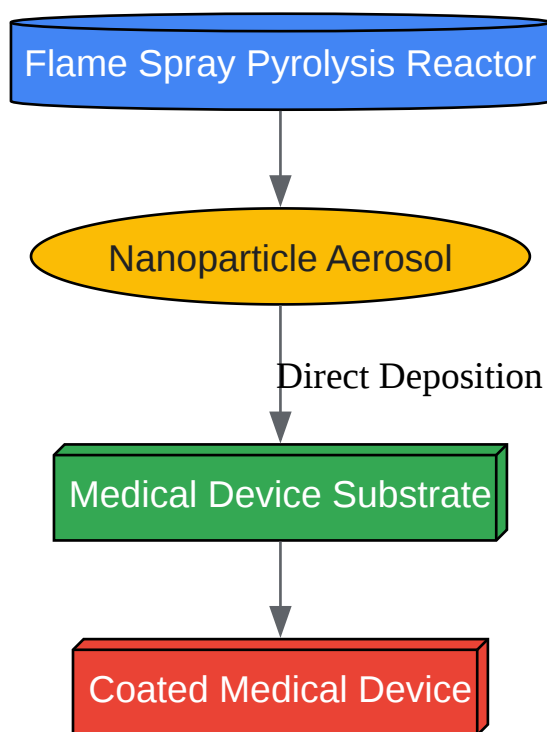 Flame Spray Pyrolysis Reactor
Nanoparticle Aerosol
Direct Deposition
Medical Device Substrate
Coated Medical Device